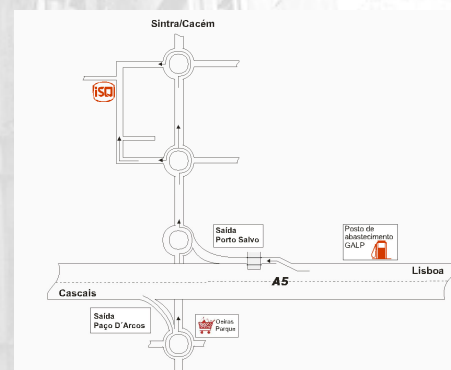 Sintra/Cacém
isq
Saída
Porto Salvo
Posto de
abastecimento
GALP
Lisboa
A5
Cascais
Saída
Paço D´Arcos
Oeiras
Parque